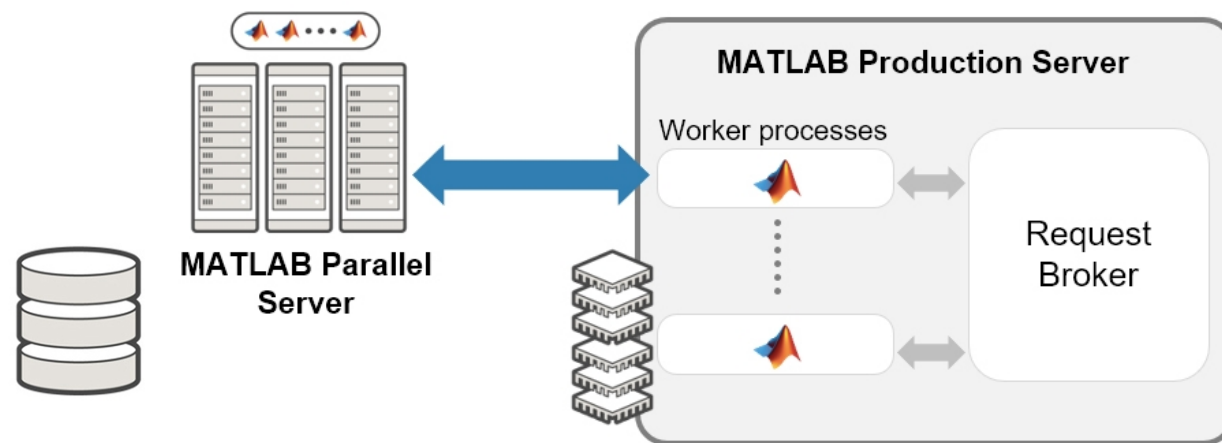 MATLAB Parallel
Server
MATLAB Production Server
Worker processes
Request
Broker